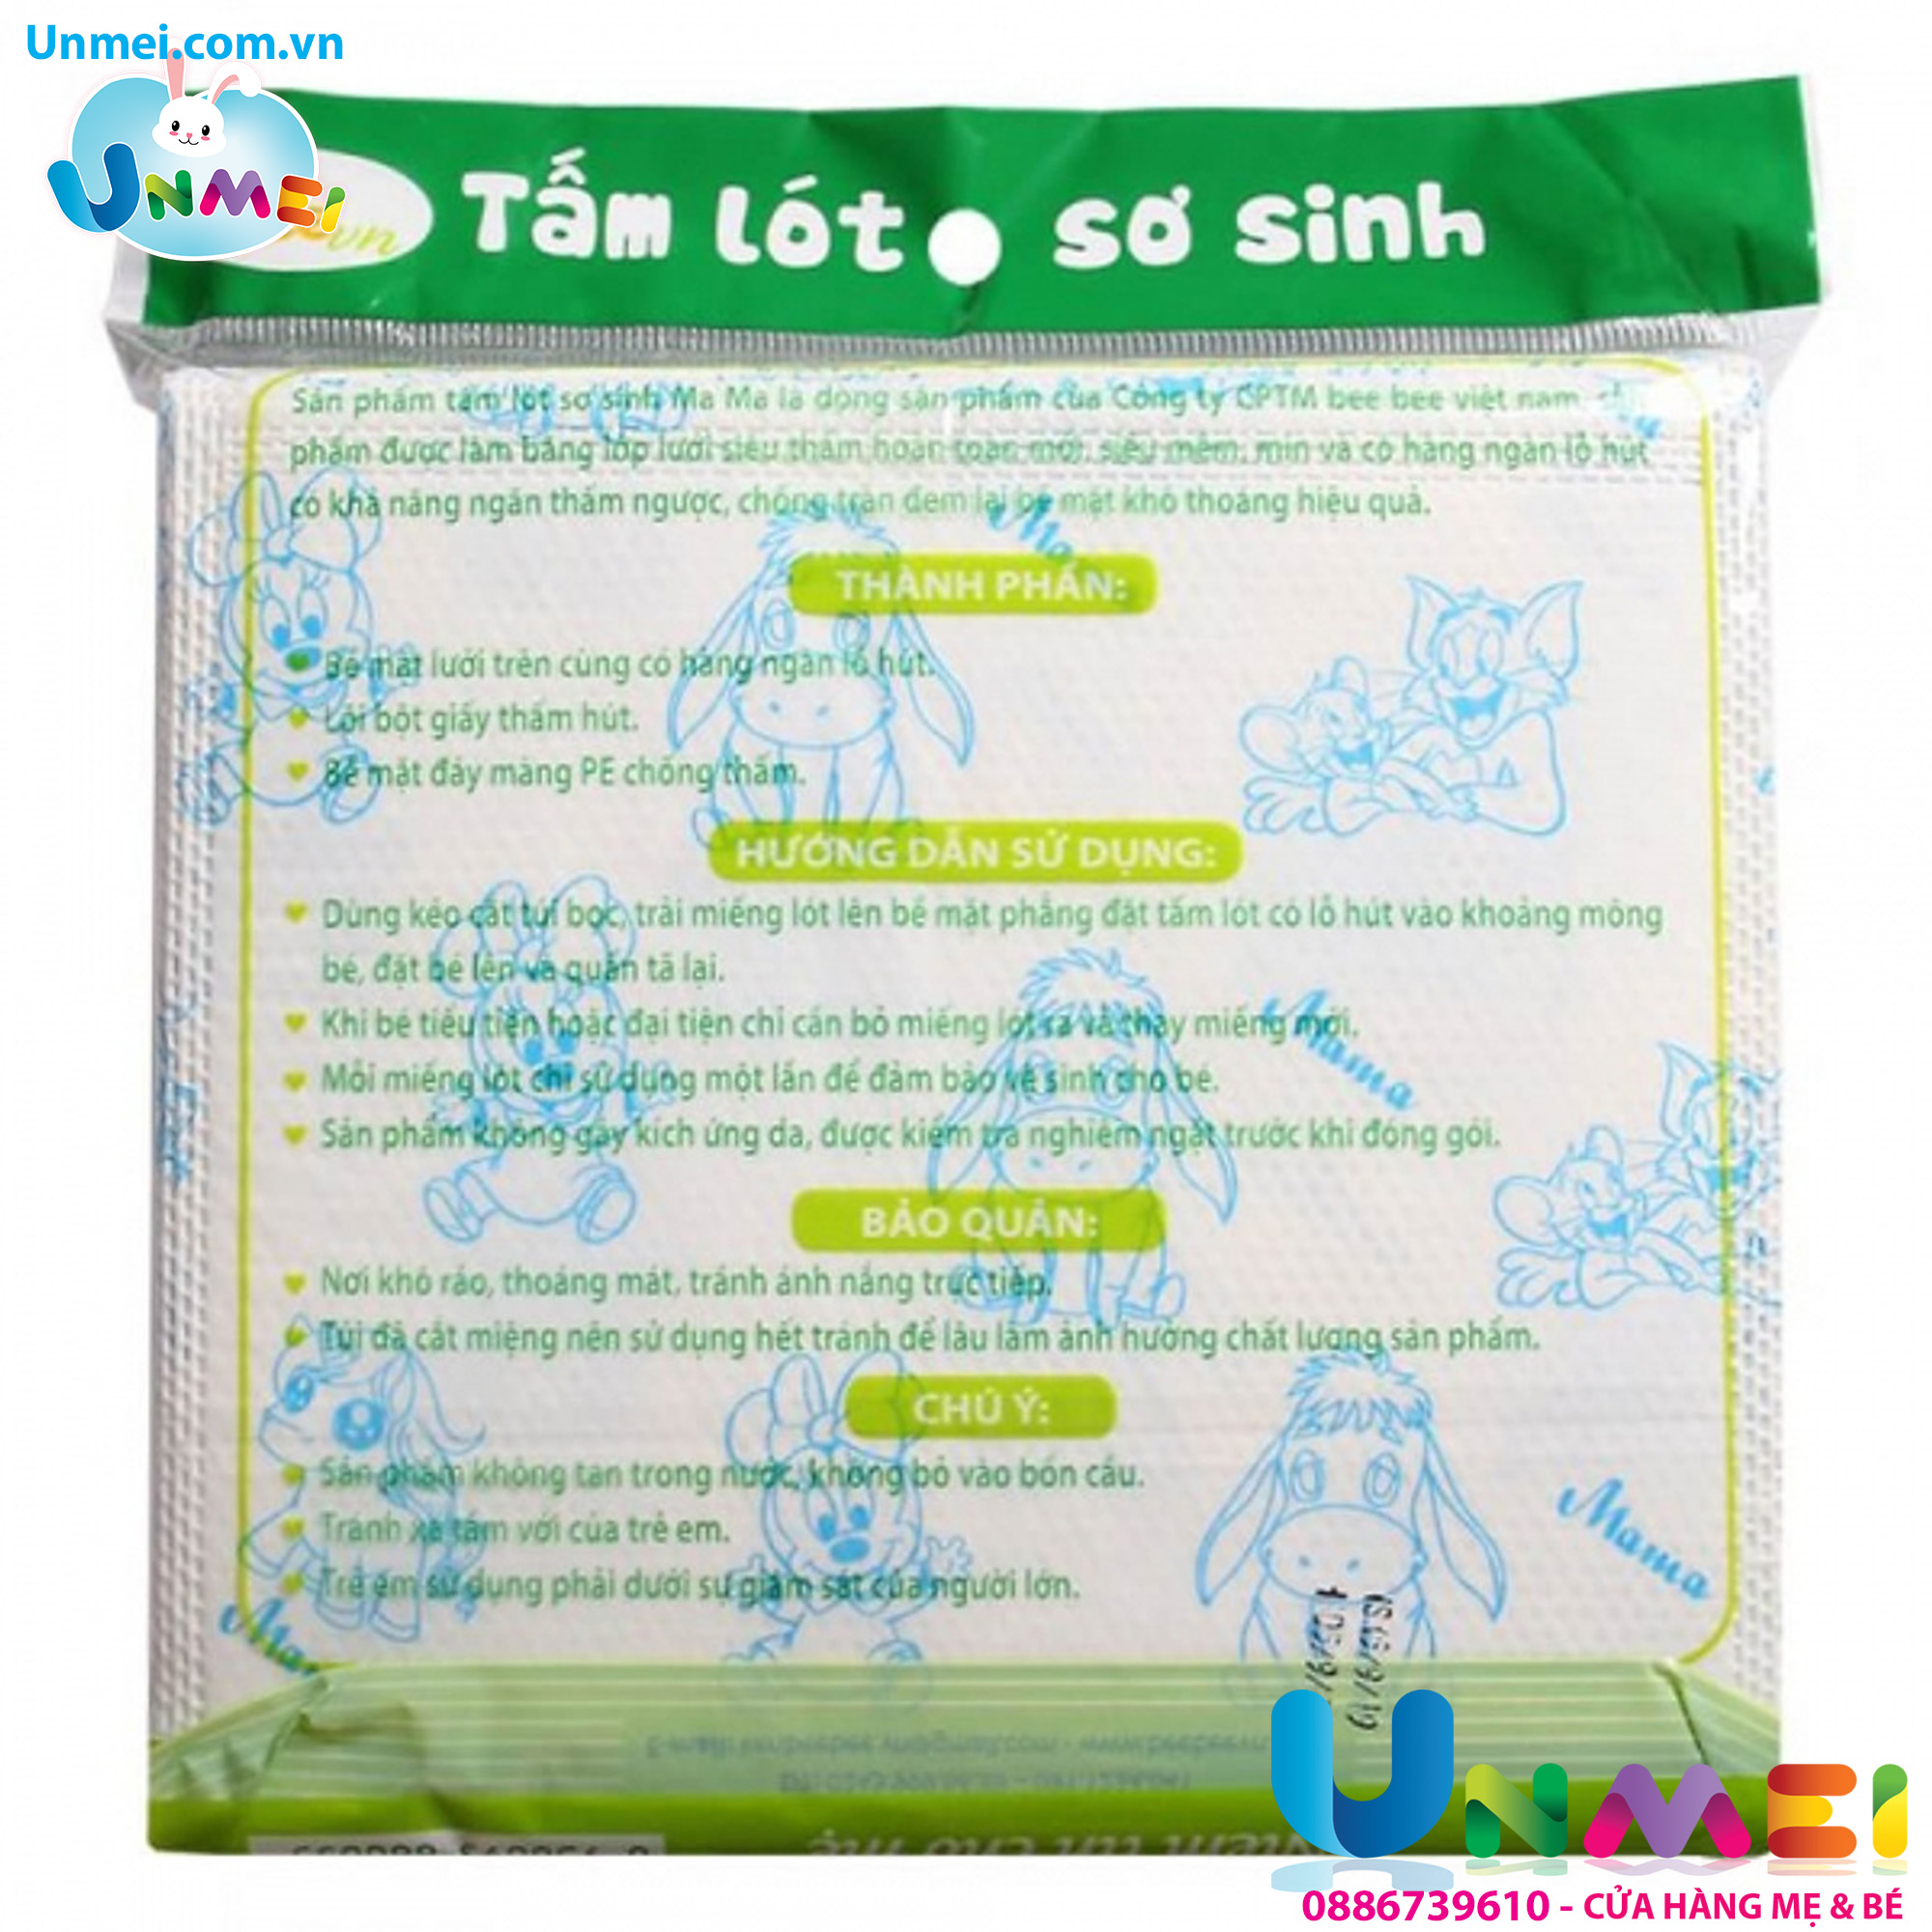 Unmei.com.vn
UNMEI
vn
Tấm lót sơ sinh
Sản phẩm tấm lót sơ sinh Ma Ma là dòng sản phẩm của Công ty CPTM bee bee việt nam,
phẩm được làm bằng lớp lưới siêu thấm hoàn toàn mới, siêu mềm, mịn và có hàng ngàn lỗ hút
có khả năng ngăn thấm ngược, chống tràn đem lại bề mặt khô thoáng hiệu quả.
Ma
THÀNH PHẦN:
Bề mặt lưới trên cùng có hàng ngàn lỗ hút.
Lõi bột giấy thấm hút.
Bề mặt đáy màng PE chống thấm.
HƯỚNG DẪN SỬ DỤNG:
Dùng kéo cắt túi bọc, trải miếng lót lên bề mặt phẳng đặt tấm lót có lỗ hút vào khoảng mông
bé, đặt bé lên và quấn tã lại.
Khi bé tiểu tiện hoặc đại tiện chỉ cần bỏ miếng lót ra và thay miếng mới.
Mama
Mỗi miếng lót chỉ sử dụng một lần để đảm bảo vệ sinh cho bé.
Sản phẩm không gây kích ứng da, được kiểm tra nghiêm ngặt trước khi đóng gói.
BẢO QUẢN:
Nơi khô ráo, thoáng mát, tránh ánh nắng trực tiếp.
Túi đã cắt miệng nên sử dụng hết tránh để lâu làm ảnh hưởng chất lượng sản phẩm.
CHÚ Ý:
Sản phẩm không tan trong nước, không bỏ vào bồn cầu.
Tránh xa tầm với của trẻ em.
Mama
Trẻ em sử dụng phải dưới sự giám sát của người lớn.
UNMEI
0886739610 - CỬA HÀNG MẸ & BÉ